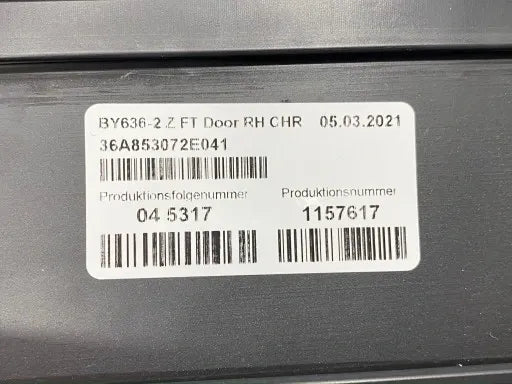 BY636-2 Z FT Door RH CHR 05.03.2021
36A853072E041
Produktionsfolgenummer Produktionsnummer
04 5317 1157617